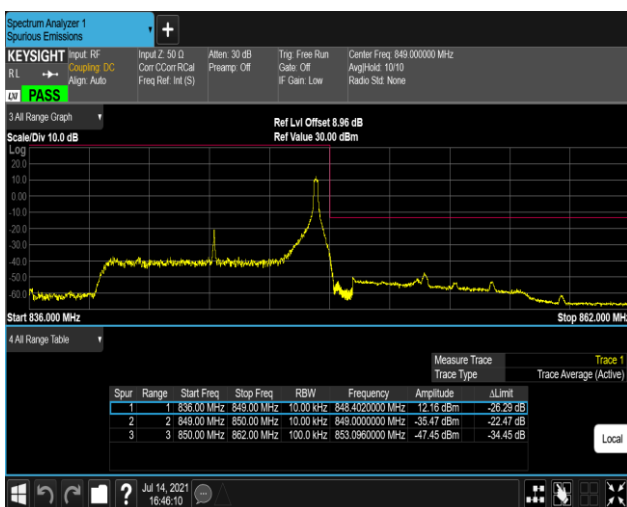 Spectrum Analyzer 1
Spurious Emissions
KEYSIGHT Input: RF Input Z: 50 Ω Atten: 30 dB Trig: Free Run Center Freq: 849.000000 MHz
RL Coupling: DC Corr CCorr RCal Preamp: Off Gate: Off Avg|Hold: 10/10
Align: Auto Freq Ref: Int (S) IF Gain: Low Radio Std: None
LXI PASS
3 All Range Graph
Ref Lvl Offset 8.96 dB
Scale/Div 10.0 dB Ref Value 30.00 dBm
Log
20.0
10.0
0.00
-10.0
-20.0
-30.0
-40.0
-50.0
-60.0
Start 836.000 MHz Stop 862.000 MHz
4 All Range Table
Measure Trace Trace 1
Trace Type Trace Average (Active)
Spur Range Start Freq Stop Freq RBW Frequency Amplitude ΔLimit
1 1 836.00 MHz 849.00 MHz 10.00 kHz 848.4020000 MHz 12.16 dBm -26.29 dB
2 2 849.00 MHz 850.00 MHz 10.00 kHz 849.0000000 MHz -35.47 dBm -22.47 dB
3 3 850.00 MHz 862.00 MHz 100.0 kHz 853.0960000 MHz -47.45 dBm -34.45 dB
Local
? Jul 14, 2021
16:46:10